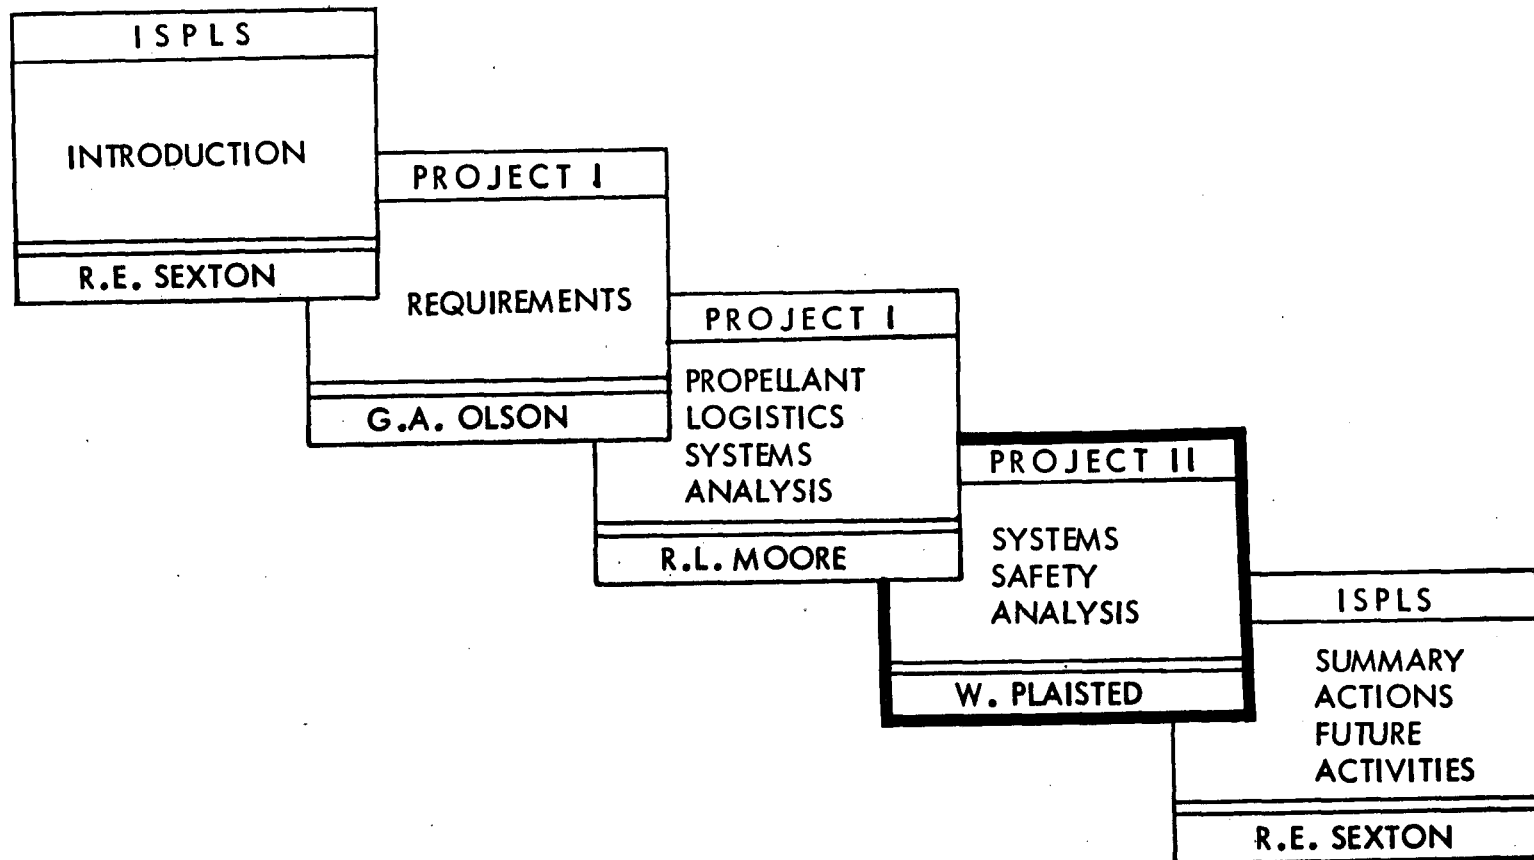 ISPLS
INTRODUCTION
R.E. SEXTON
PROJECT I
REQUIREMENTS
G.A. OLSON
PROJECT I
PROPELLANT
LOGISTICS
SYSTEMS
ANALYSIS
R.L. MOORE
PROJECT II
SYSTEMS
SAFETY
ANALYSIS
W. PLAISTED
ISPLS
SUMMARY
ACTIONS
FUTURE
ACTIVITIES
R.E. SEXTON